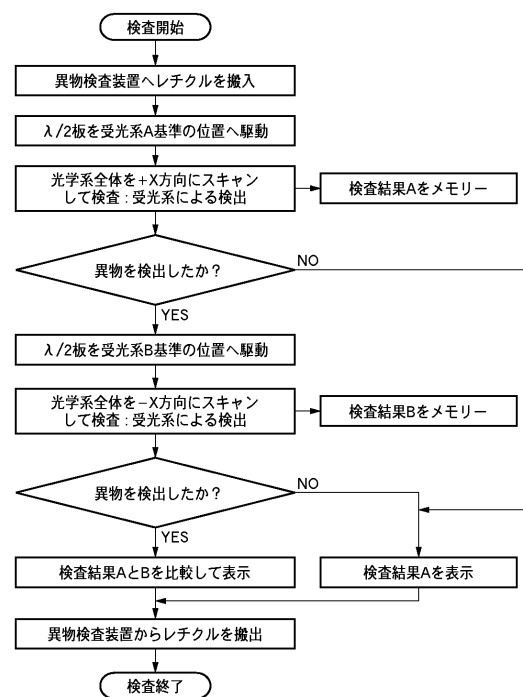 検査開始
異物検査装置へレチクルを搬入
λ/2板を受光系A基準の位置へ駆動
光学系全体を+X方向にスキャン
して検査:受光系による検出
検査結果Aをメモリー
異物を検出したか?
NO
YES
λ/2板を受光系B基準の位置へ駆動
光学系全体を−X方向にスキャン
して検査:受光系による検出
検査結果Bをメモリー
異物を検出したか?
NO
YES
検査結果AとBを比較して表示
検査結果Aを表示
異物検査装置からレチクルを搬出
検査終了